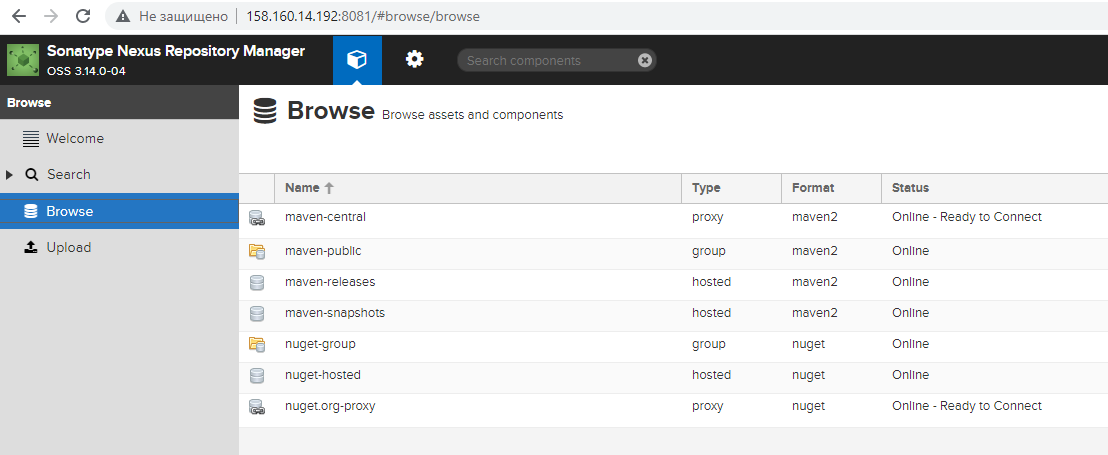 Не защищено 158.160.14.192:8081/#browse/browse
Sonatype Nexus Repository Manager
OSS 3.14.0-04
Search components
Browse
Browse Browse assets and components
Welcome
Search
Browse
Upload
Name Type Format Status
maven-central proxy maven2 Online - Ready to Connect
maven-public group maven2 Online
maven-releases hosted maven2 Online
maven-snapshots hosted maven2 Online
nuget-group group nuget Online
nuget-hosted hosted nuget Online
nuget.org-proxy proxy nuget Online - Ready to Connect